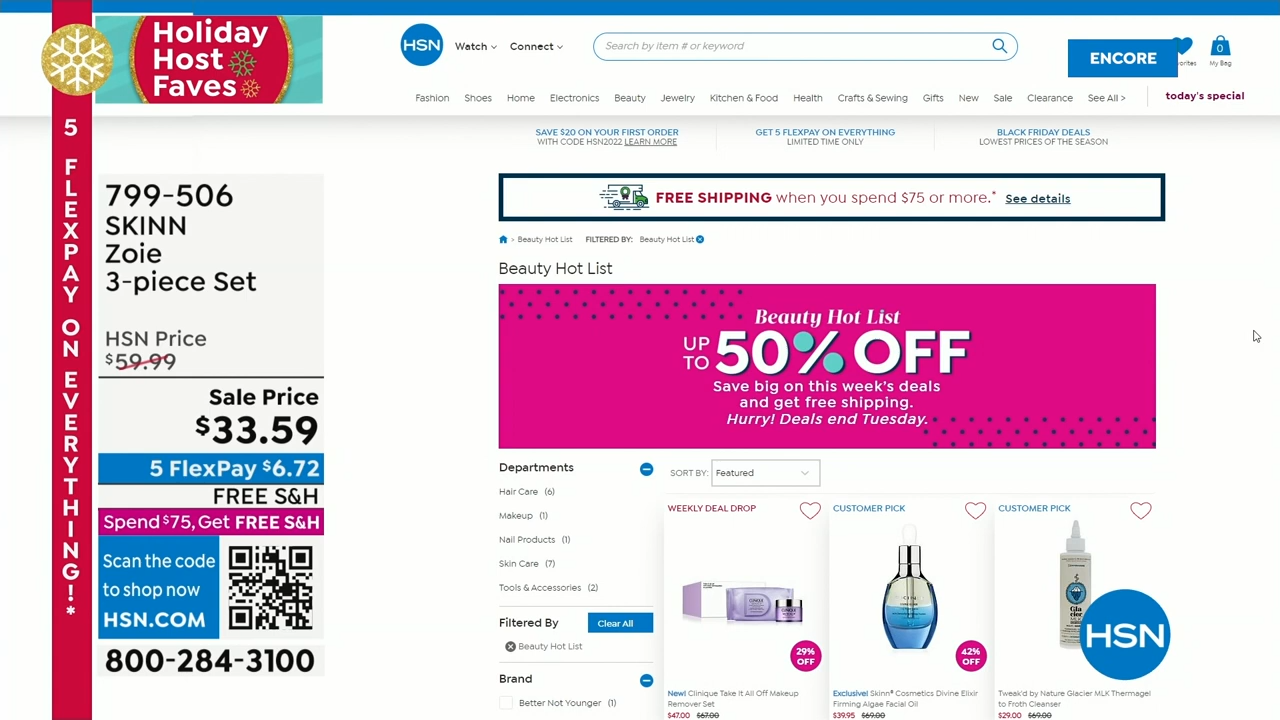 Holiday
Host
Faves
5 FLEXPAY ON EVERYTHING!*
799-506
SKINN
Zoie
3-piece Set
HSN Price
$59.99
Sale Price
$33.59
5 FlexPay $6.72
FREE S&H
Spend $75, Get FREE S&H
Scan the code
to shop now
HSN.COM
800-284-3100
HSN
Watch
Connect
Search by item # or keyword
ENCORE
orites
0
My Bag
Fashion Shoes Home Electronics Beauty Jewelry Kitchen & Food Health Crafts & Sewing Gifts New Sale Clearance See All >
today's special
SAVE $20 ON YOUR FIRST ORDER
WITH CODE HSN2022 LEARN MORE
GET 5 FLEXPAY ON EVERYTHING
LIMITED TIME ONLY
BLACK FRIDAY DEALS
LOWEST PRICES OF THE SEASON
FREE SHIPPING when you spend $75 or more.* See details
> Beauty Hot List FILTERED BY: Beauty Hot List
Beauty Hot List
Beauty Hot List
UP TO 50% OFF
Save big on this week's deals
and get free shipping.
Hurry! Deals end Tuesday.
Departments
Hair Care (6)
Makeup (1)
Nail Products (1)
Skin Care (7)
Tools & Accessories (2)
Filtered By
Clear All
Beauty Hot List
Brand
Better Not Younger (1)
SORT BY: Featured
WEEKLY DEAL DROP
29%
OFF
New! Clinique Take It All Off Makeup
Remover Set
$47.00 $67.00
CUSTOMER PICK
42%
OFF
Exclusive! Skinn® Cosmetics Divine Elixir
Firming Algae Facial Oil
$39.95 $69.00
CUSTOMER PICK
Tweak'd by Nature Glacier MLK Thermagel
to Froth Cleanser
$29.00 $69.00
HSN